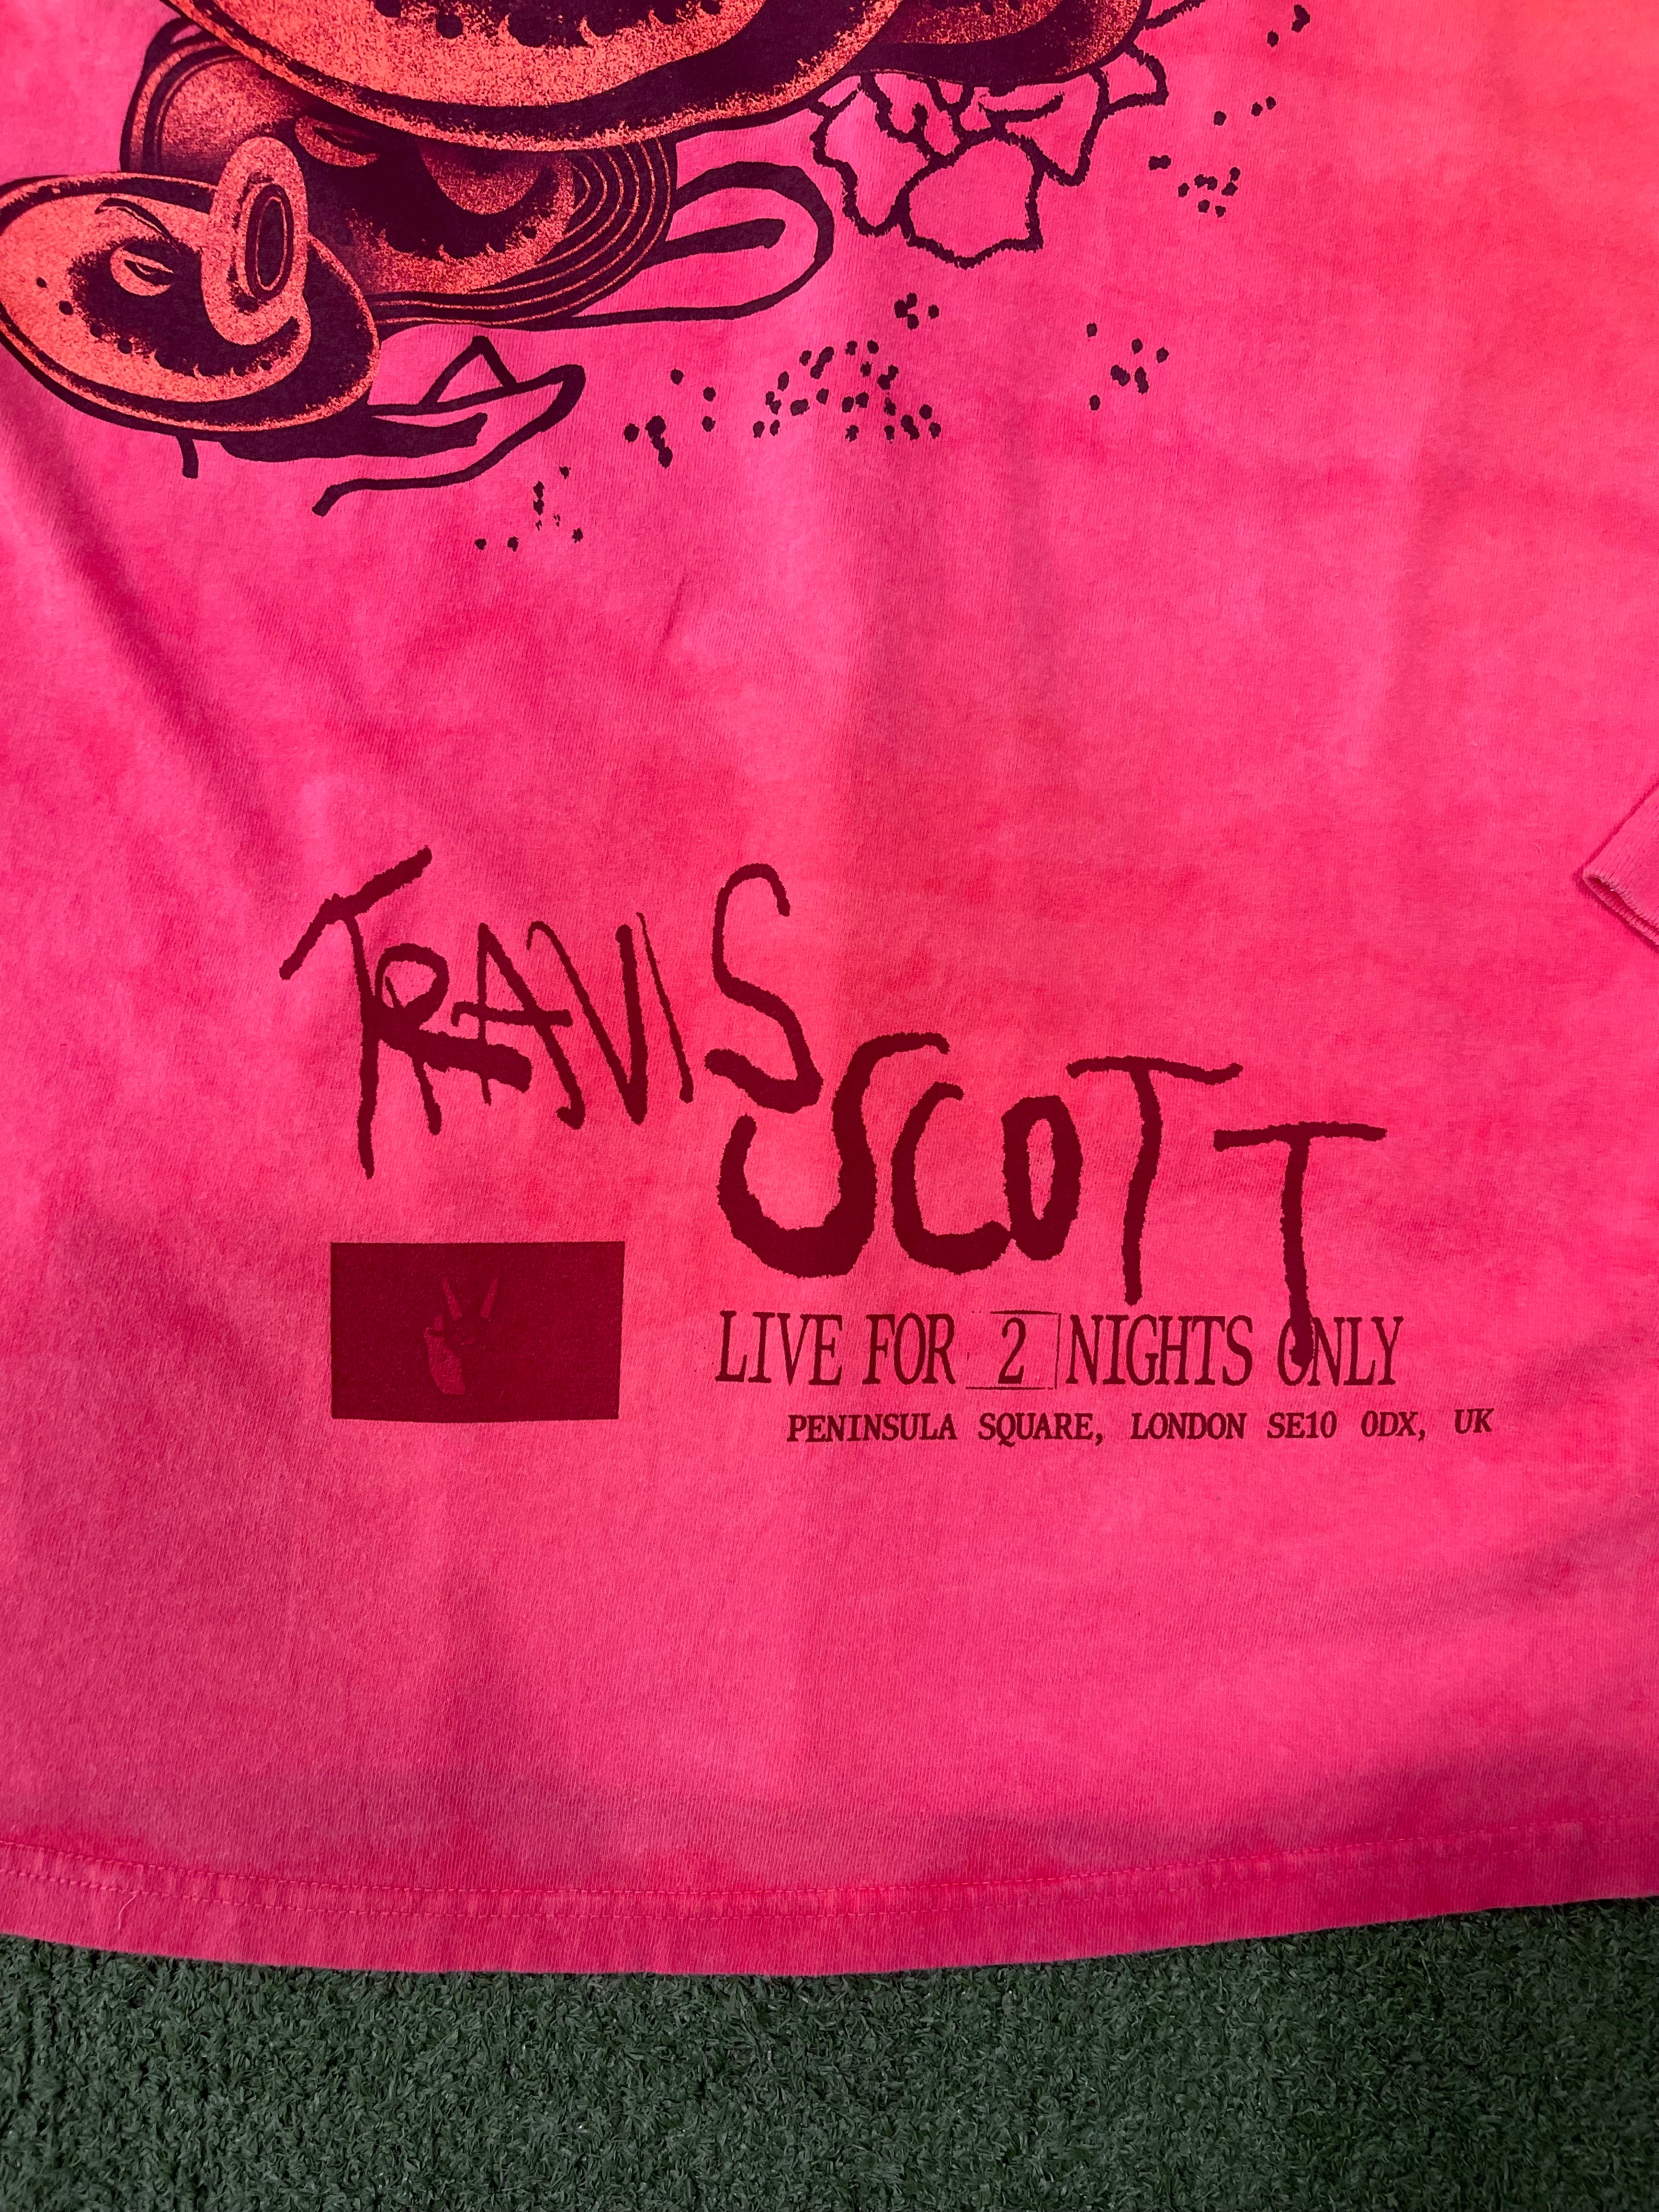 TRAVIS
SCOTT
LIVE FOR 2 NIGHTS ONLY
PENINSULA SQUARE, LONDON SE10 0DX, UK